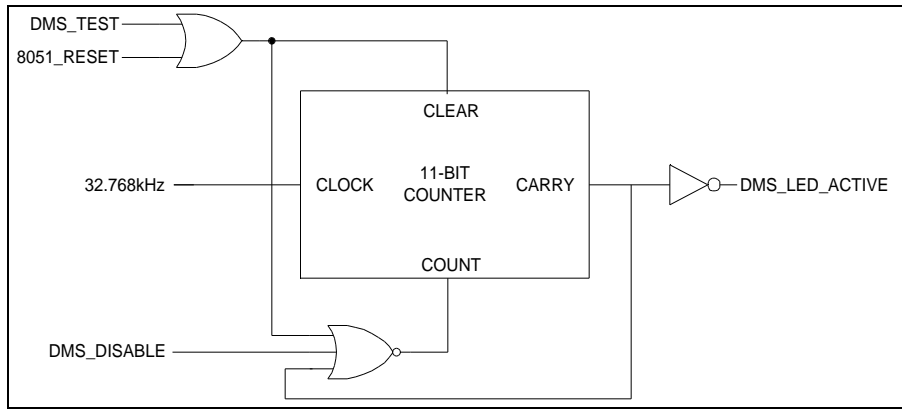 DMS_TEST
8051_RESET
CLEAR
32.768kHz
CLOCK
11-BIT
COUNTER
CARRY
DMS_LED_ACTIVE
COUNT
DMS_DISABLE